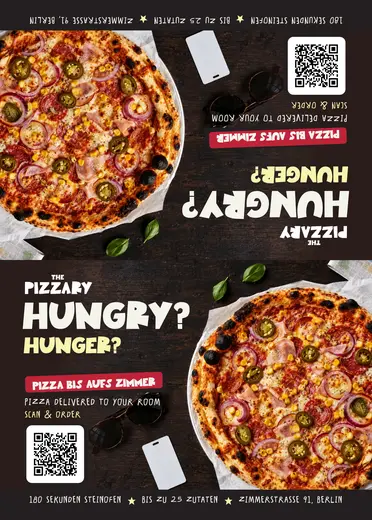 180 SEKUNDEN STEINOFEN ★ BIS ZU 25 ZUTATEN ★ ZIMMERSTRASSE 91, BERLIN
SCAN & ORDER
PIZZA DELIVERED TO YOUR ROOM
PIZZA BIS AUFS ZIMMER
HUNGER?
HUNGRY?
THE
PIZZARY
THE
PIZZARY
HUNGRY?
HUNGER?
PIZZA BIS AUFS ZIMMER
PIZZA DELIVERED TO YOUR ROOM
SCAN & ORDER
180 SEKUNDEN STEINOFEN ★ BIS ZU 25 ZUTATEN ★ ZIMMERSTRASSE 91, BERLIN